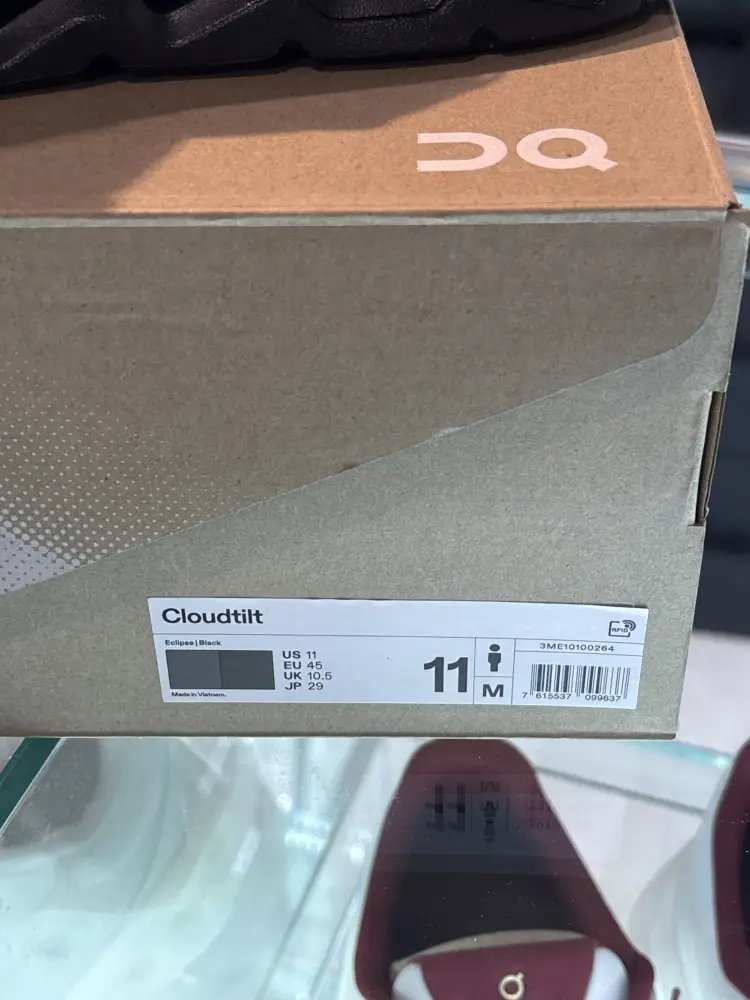 Cloudtilt
RFID
Eclipse | Black
US 11
EU 45
UK 10.5
JP 29
Made in Vietnam.
11
M
3ME10100264
7 615537 099637